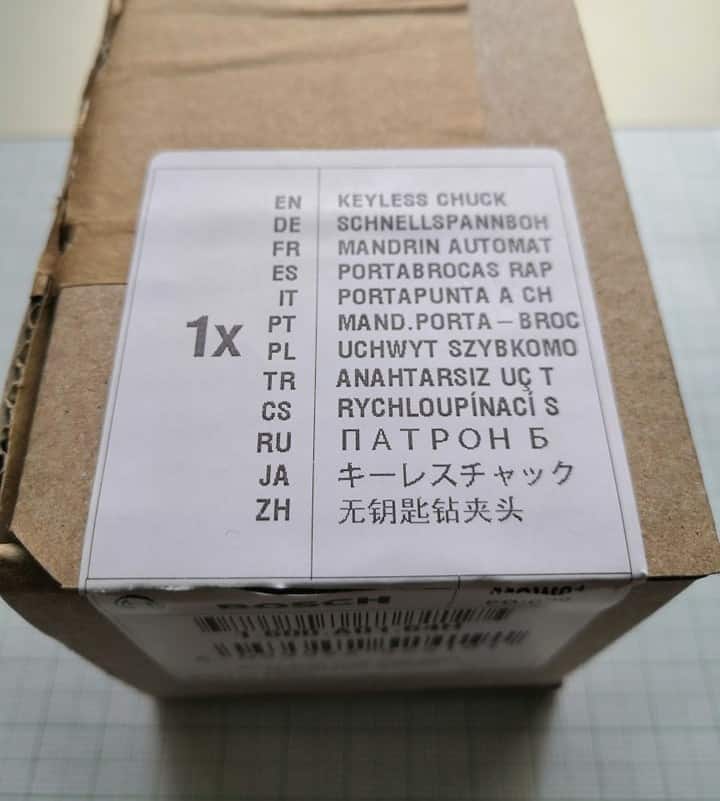 1x
EN KEYLESS CHUCK
DE SCHNELLSPANNBOH
FR MANDRIN AUTOMAT
ES PORTABROCAS RAP
IT PORTAPUNTA A CH
PT MAND.PORTA-BROC
PL UCHWYT SZYBKOMO
TR ANAHTARSIZ UÇ T
CS RYCHLOUPÍNACÍ S
RU ПАТРОН Б
JA キーレスチャック
ZH 无钥匙钻夹头
BOSCH